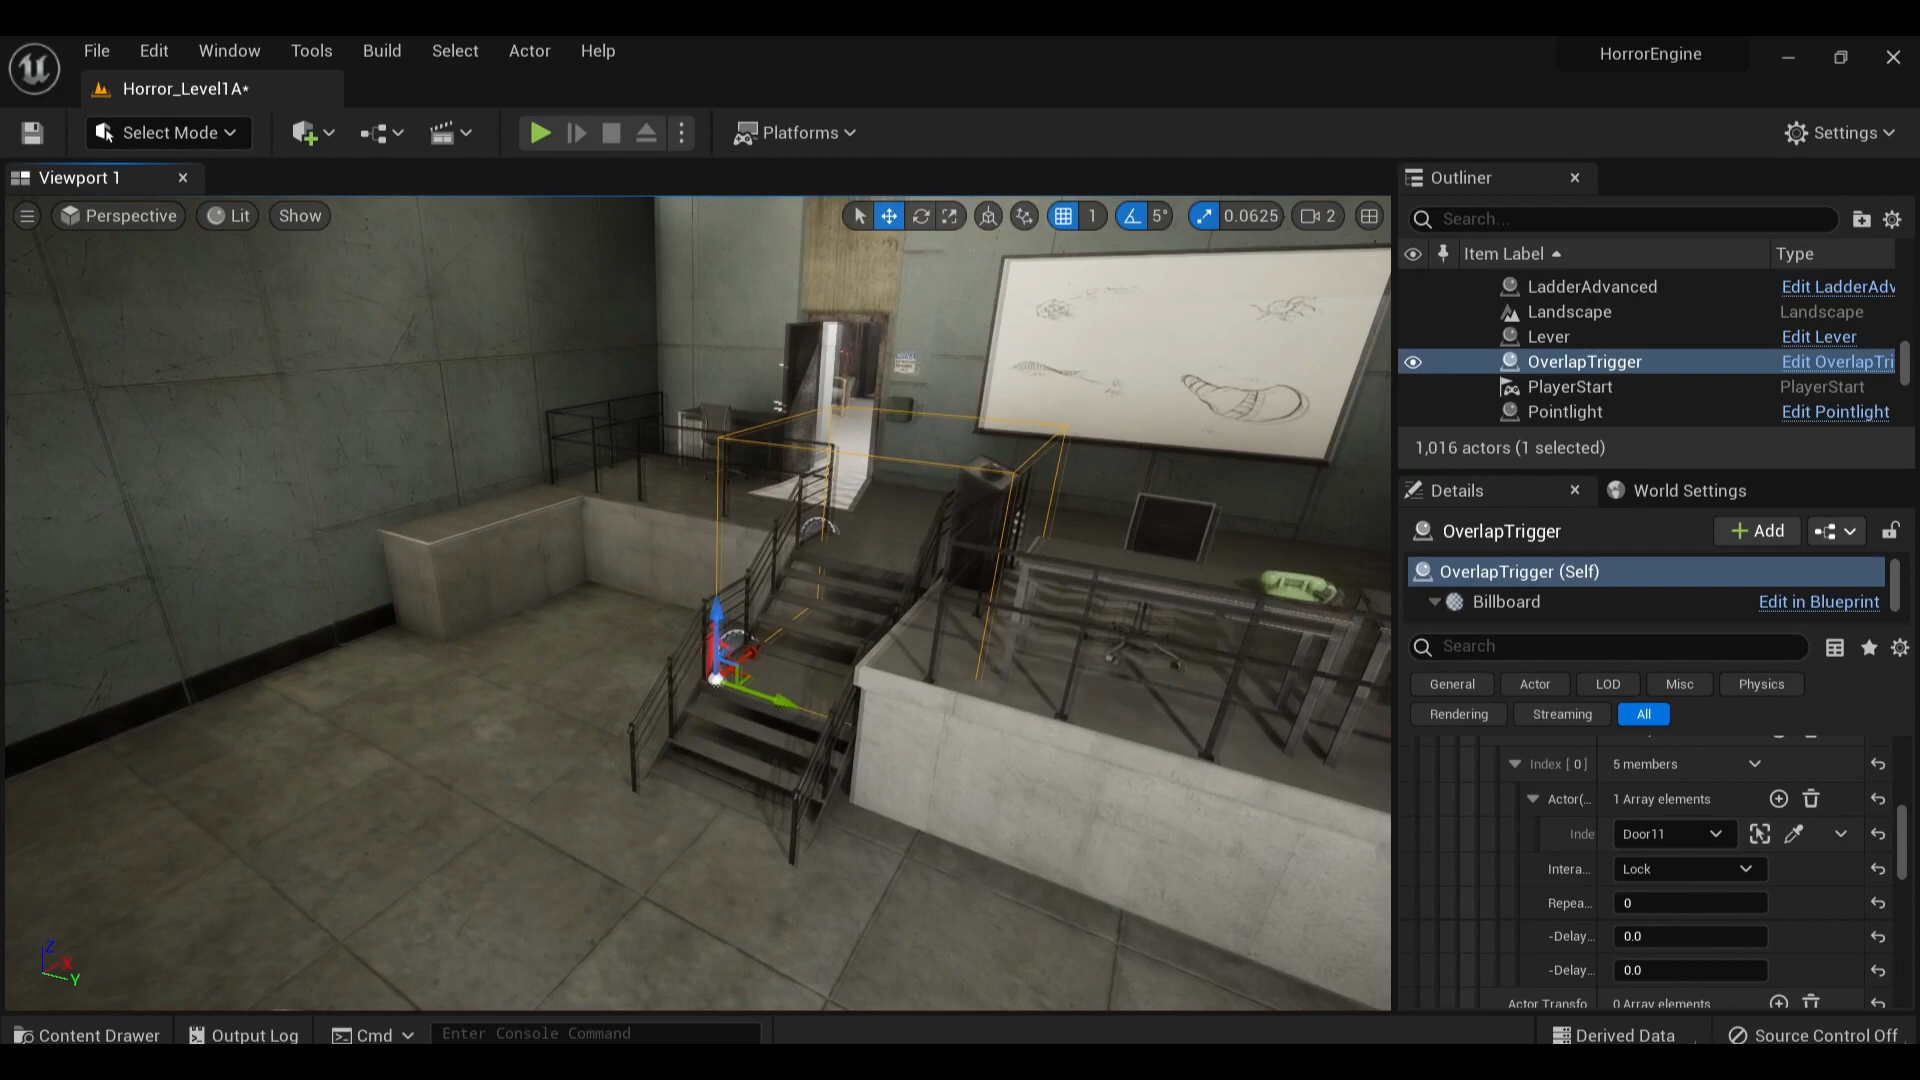 File Edit Window Tools Build Select Actor Help
HorrorEngine
Horror_Level1A*
Select Mode
Platforms
Settings
Viewport 1
Perspective
Lit
Show
1
5°
0.0625
2
Outliner
Search...
Item Label
Type
LadderAdvanced Edit LadderAdv
Landscape Landscape
Lever Edit Lever
OverlapTrigger Edit OverlapTri
PlayerStart PlayerStart
Pointlight Edit Pointlight
1,016 actors (1 selected)
Details
World Settings
OverlapTrigger
Add
OverlapTrigger (Self)
Billboard Edit in Blueprint
Search
General Actor LOD Misc Physics
Rendering Streaming All
Index [ 0 ] 5 members
Actor(... 1 Array elements
Inde Door11
Intera... Lock
Repea... 0
-Delay... 0.0
-Delay... 0.0
Actor Transfo 0 Array elements
Z
X
Y
Content Drawer
Output Log
Cmd
Enter Console Command
Derived Data
Source Control Off